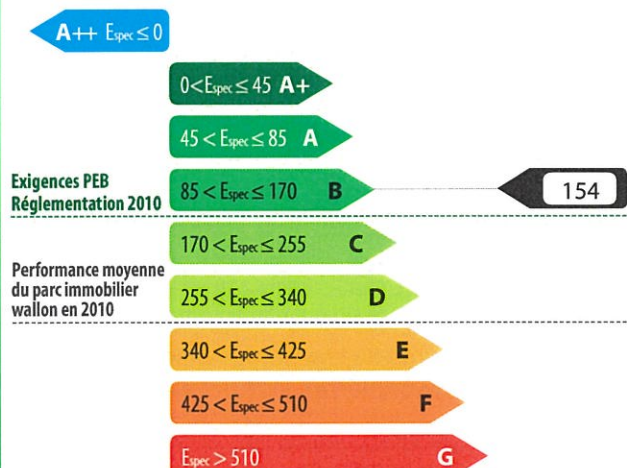 A++ Espec ≤ 0
0 < Espec ≤ 45 A+
45 < Espec ≤ 85 A
Exigences PEB
Réglementation 2010
85 < Espec ≤ 170 B
154
170 < Espec ≤ 255 C
Performance moyenne
du parc immobilier
wallon en 2010
255 < Espec ≤ 340 D
340 < Espec ≤ 425 E
425 < Espec ≤ 510 F
Espec > 510 G